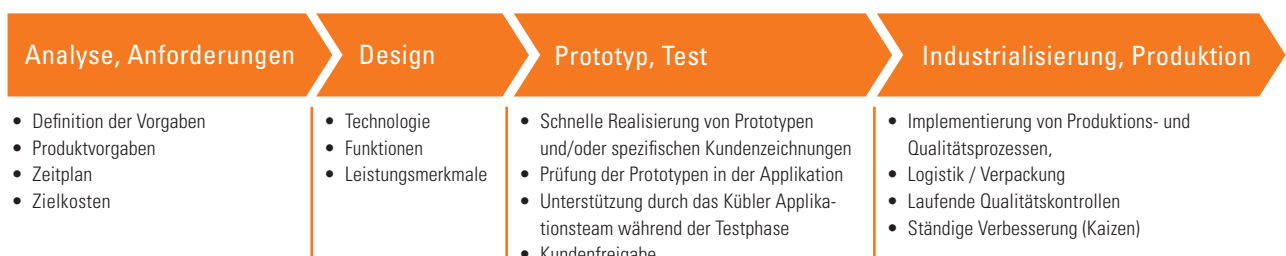 Analyse, Anforderungen
Design
Prototyp, Test
Industrialisierung, Produktion
• Definition der Vorgaben
• Produktvorgaben
• Zeitplan
• Zielkosten
• Technologie
• Funktionen
• Leistungsmerkmale
• Schnelle Realisierung von Prototypen
und/oder spezifischen Kundenzeichnungen
• Prüfung der Prototypen in der Applikation
• Unterstützung durch das Kübler Applika-
tionsteam während der Testphase
• Kundenfreigabe
• Implementierung von Produktions- und
Qualitätsprozessen,
• Logistik / Verpackung
• Laufende Qualitätskontrollen
• Ständige Verbesserung (Kaizen)